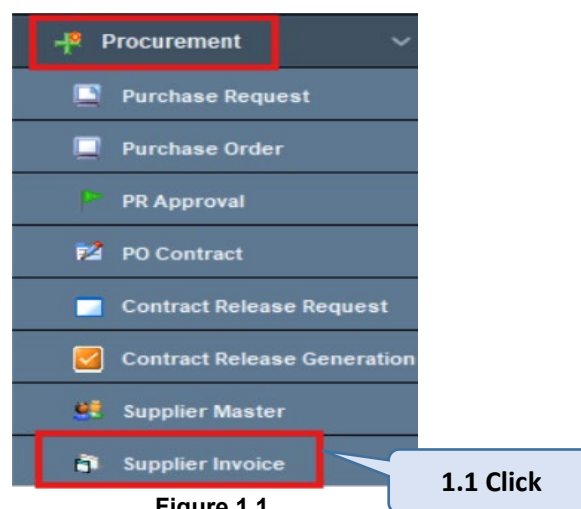 Procurement
Purchase Request
Purchase Order
PR Approval
PO Contract
Contract Release Request
Contract Release Generation
Supplier Master
Supplier Invoice
1.1 Click
Figure 1.1